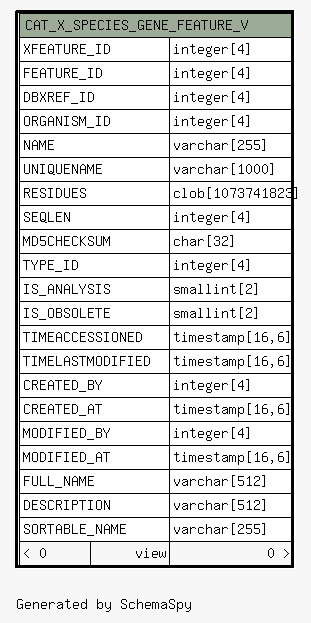 CAT_X_SPECIES_GENE_FEATURE_V
XFEATURE_ID integer[4]
FEATURE_ID integer[4]
DBXREF_ID integer[4]
ORGANISM_ID integer[4]
NAME varchar[255]
UNIQUENAME varchar[1000]
RESIDUES clob[1073741823]
SEQLEN integer[4]
MD5CHECKSUM char[32]
TYPE_ID integer[4]
IS_ANALYSIS smallint[2]
IS_OBSOLETE smallint[2]
TIMEACCESSIONED timestamp[16,6]
TIMELASTMODIFIED timestamp[16,6]
CREATED_BY integer[4]
CREATED_AT timestamp[16,6]
MODIFIED_BY integer[4]
MODIFIED_AT timestamp[16,6]
FULL_NAME varchar[512]
DESCRIPTION varchar[512]
SORTABLE_NAME varchar[255]
< 0 view 0 >
Generated by SchemaSpy